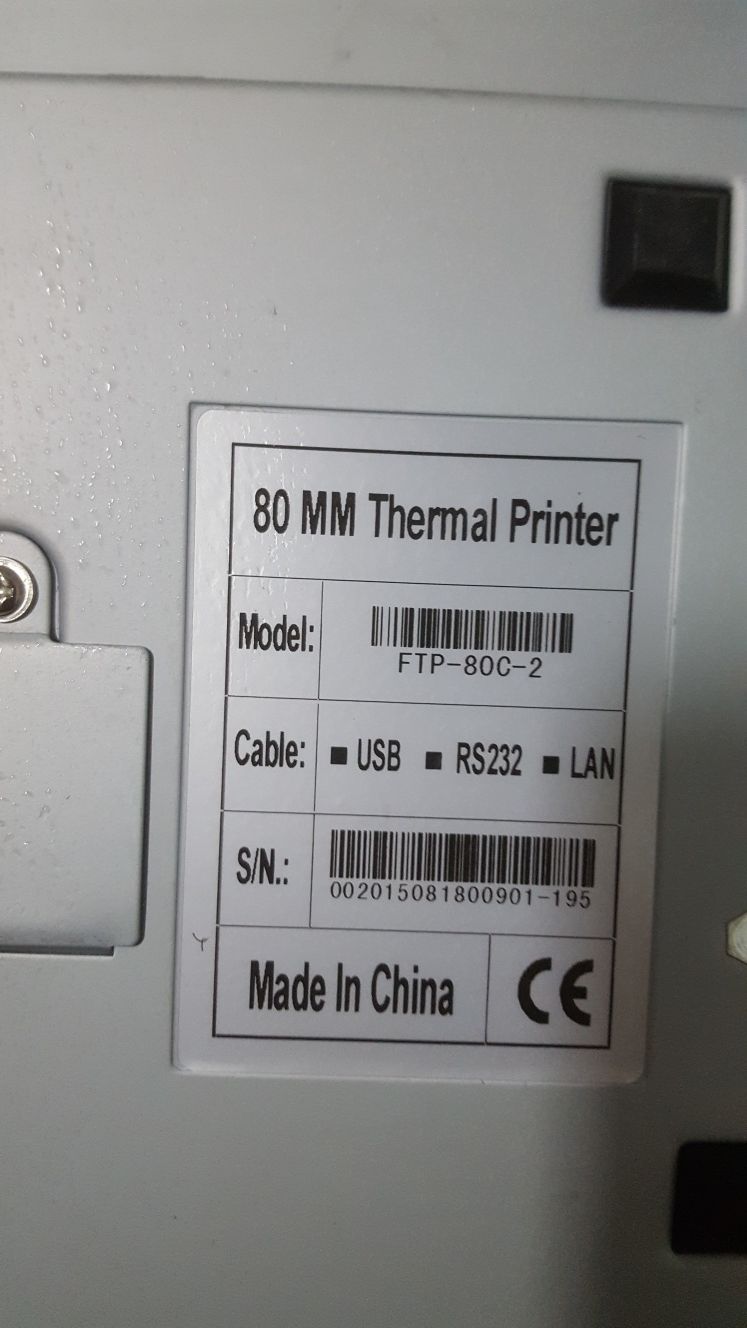 80 MM Thermal Printer
Model:
FTP-80C-2
Cable: ■ USB ■ RS232 ■ LAN
S/N.:
002015081800901-195
Made In China CE